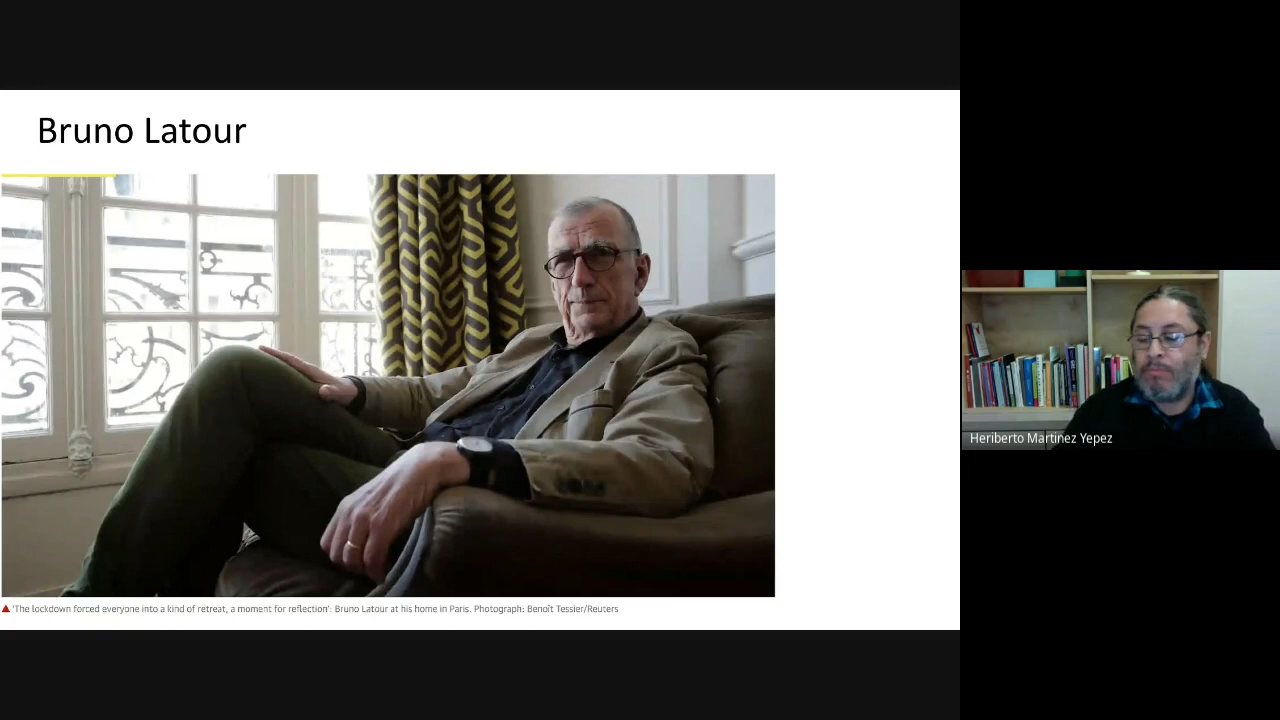 Bruno Latour
'The lockdown forced everyone into a kind of retreat, a moment for reflection': Bruno Latour at his home in Paris. Photograph: Benoît Tessier/Reuters
Heriberto Martinez Yepez